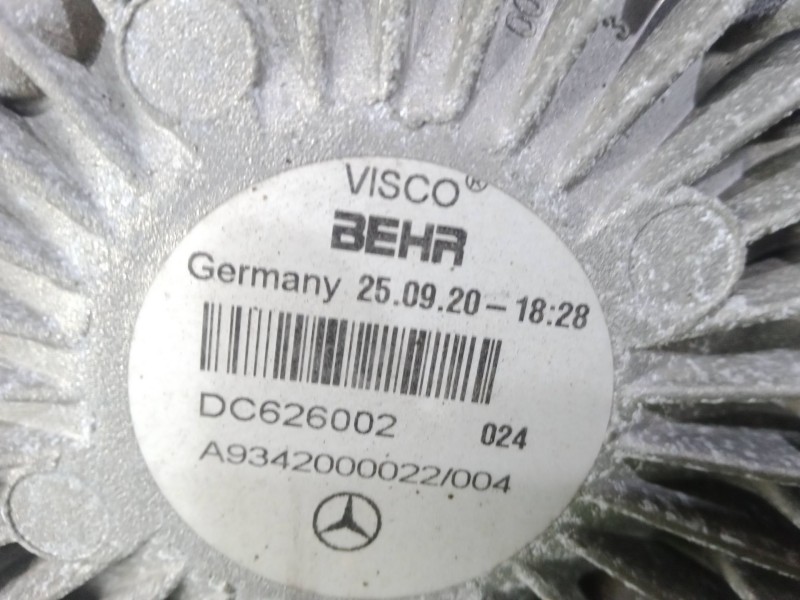 VISCO®
BEHR
Germany 25.09.20 – 18:28
DC626002 024
A9342000022/004